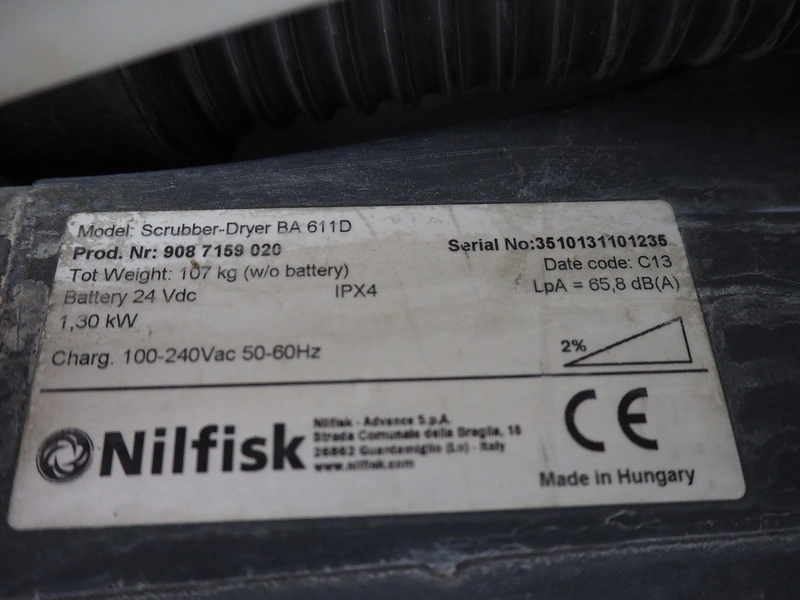 Model: Scrubber-Dryer BA 611D
Prod. Nr: 908 7159 020
Serial No:3510131101235
Tot Weight: 107 kg (w/o battery)
Date code: C13
Battery 24 Vdc
IPX4
LpA = 65,8 dB(A)
1,30 kW
2%
Charg. 100-240Vac 50-60Hz
Nilfisk
Nilfisk - Advance S.p.A.
Strada Comunale della Braglia, 18
26862 Guardamiglio (Lo) - Italy
www.nilfisk.com
CE
Made in Hungary